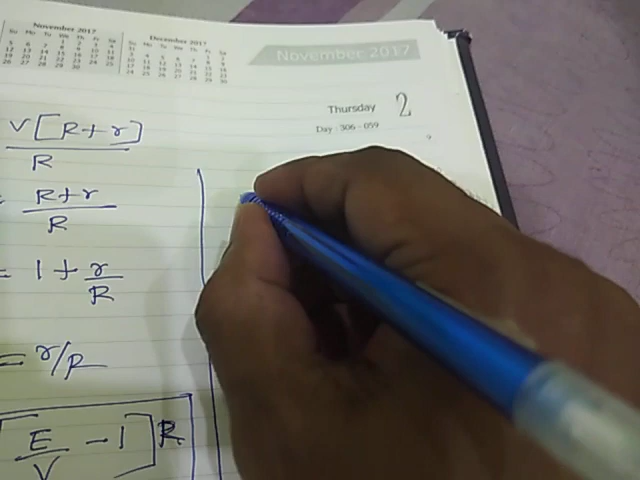 November 2017
December 2017
November 2017
Thursday 2
Day : 306 - 059
V[R+r]
R
= R+r
R
= 1 + r
R
= r/R
[E - 1]R
V